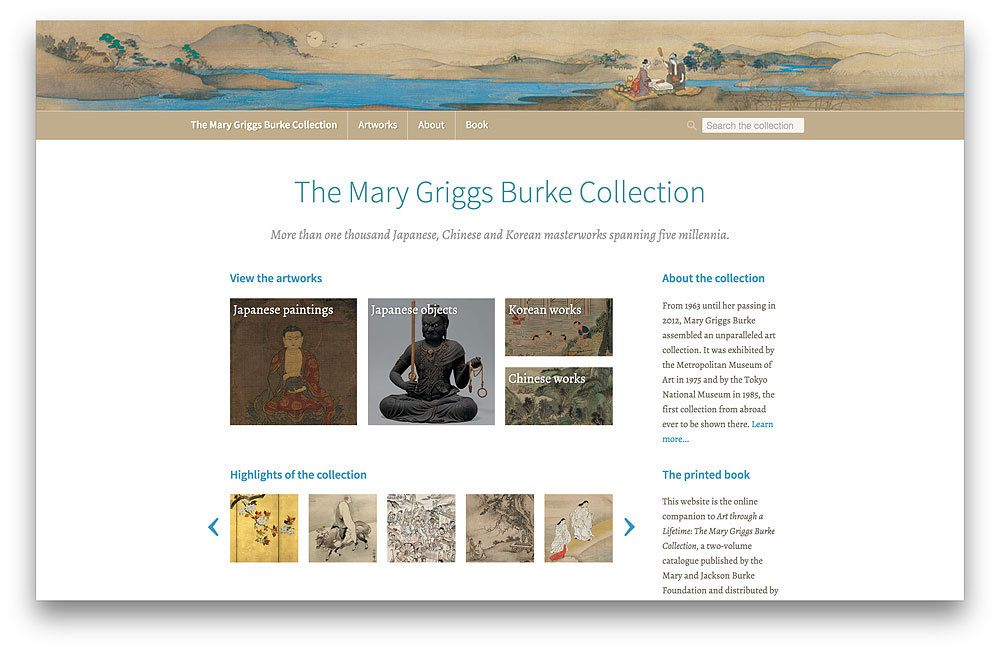 The Mary Griggs Burke Collection
Artworks
About
Book
Search the collection
The Mary Griggs Burke Collection
More than one thousand Japanese, Chinese and Korean masterworks spanning five millennia.
View the artworks
Japanese paintings
Japanese objects
Korean works
Chinese works
Highlights of the collection
About the collection
From 1963 until her passing in
2012, Mary Griggs Burke
assembled an unparalleled art
collection. It was exhibited by
the Metropolitan Museum of
Art in 1975 and by the Tokyo
National Museum in 1985, the
first collection from abroad
ever to be shown there. Learn
more...
The printed book
This website is the online
companion to Art through a
Lifetime: The Mary Griggs Burke
Collection, a two-volume
catalogue published by the
Mary and Jackson Burke
Foundation and distributed by